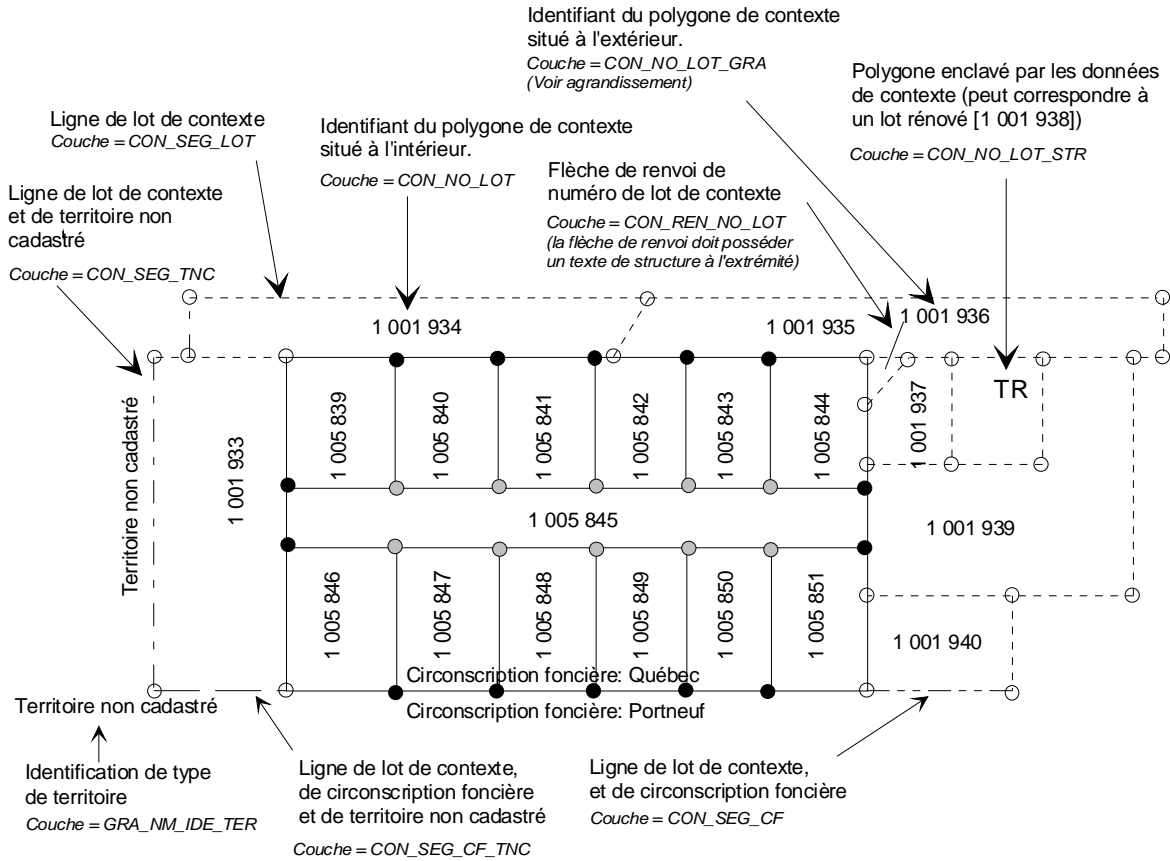 Identifiant du polygone de contexte
situé à l'extérieur.
Couche = CON_NO_LOT_GRA
(Voir agrandissement)
Polygone enclavé par les données
de contexte (peut correspondre à
un lot rénové [1 001 938])
Couche = CON_NO_LOT_STR
Ligne de lot de contexte
Couche = CON_SEG_LOT
Identifiant du polygone de contexte
situé à l'intérieur.
Couche = CON_NO_LOT
Flèche de renvoi de
numéro de lot de contexte
Couche = CON_REN_NO_LOT
(la flèche de renvoi doit posséder
un texte de structure à l'extrémité)
Ligne de lot de contexte
et de territoire non
cadastré
Couche = CON_SEG_TNC
1 001 934
1 001 935
1 001 936
Territoire non cadastré
1 001 933
1 005 839
1 005 840
1 005 841
1 005 842
1 005 843
1 005 844
1 001 937
TR
1 005 845
1 001 939
1 005 846
1 005 847
1 005 848
1 005 849
1 005 850
1 005 851
1 001 940
Circonscription foncière: Québec
Circonscription foncière: Portneuf
Territoire non cadastré
Identification de type
de territoire
Couche = GRA_NM_IDE_TER
Ligne de lot de contexte,
de circonscription foncière
et de territoire non cadastré
Couche = CON_SEG_CF_TNC
Ligne de lot de contexte,
et de circonscription foncière
Couche = CON_SEG_CF